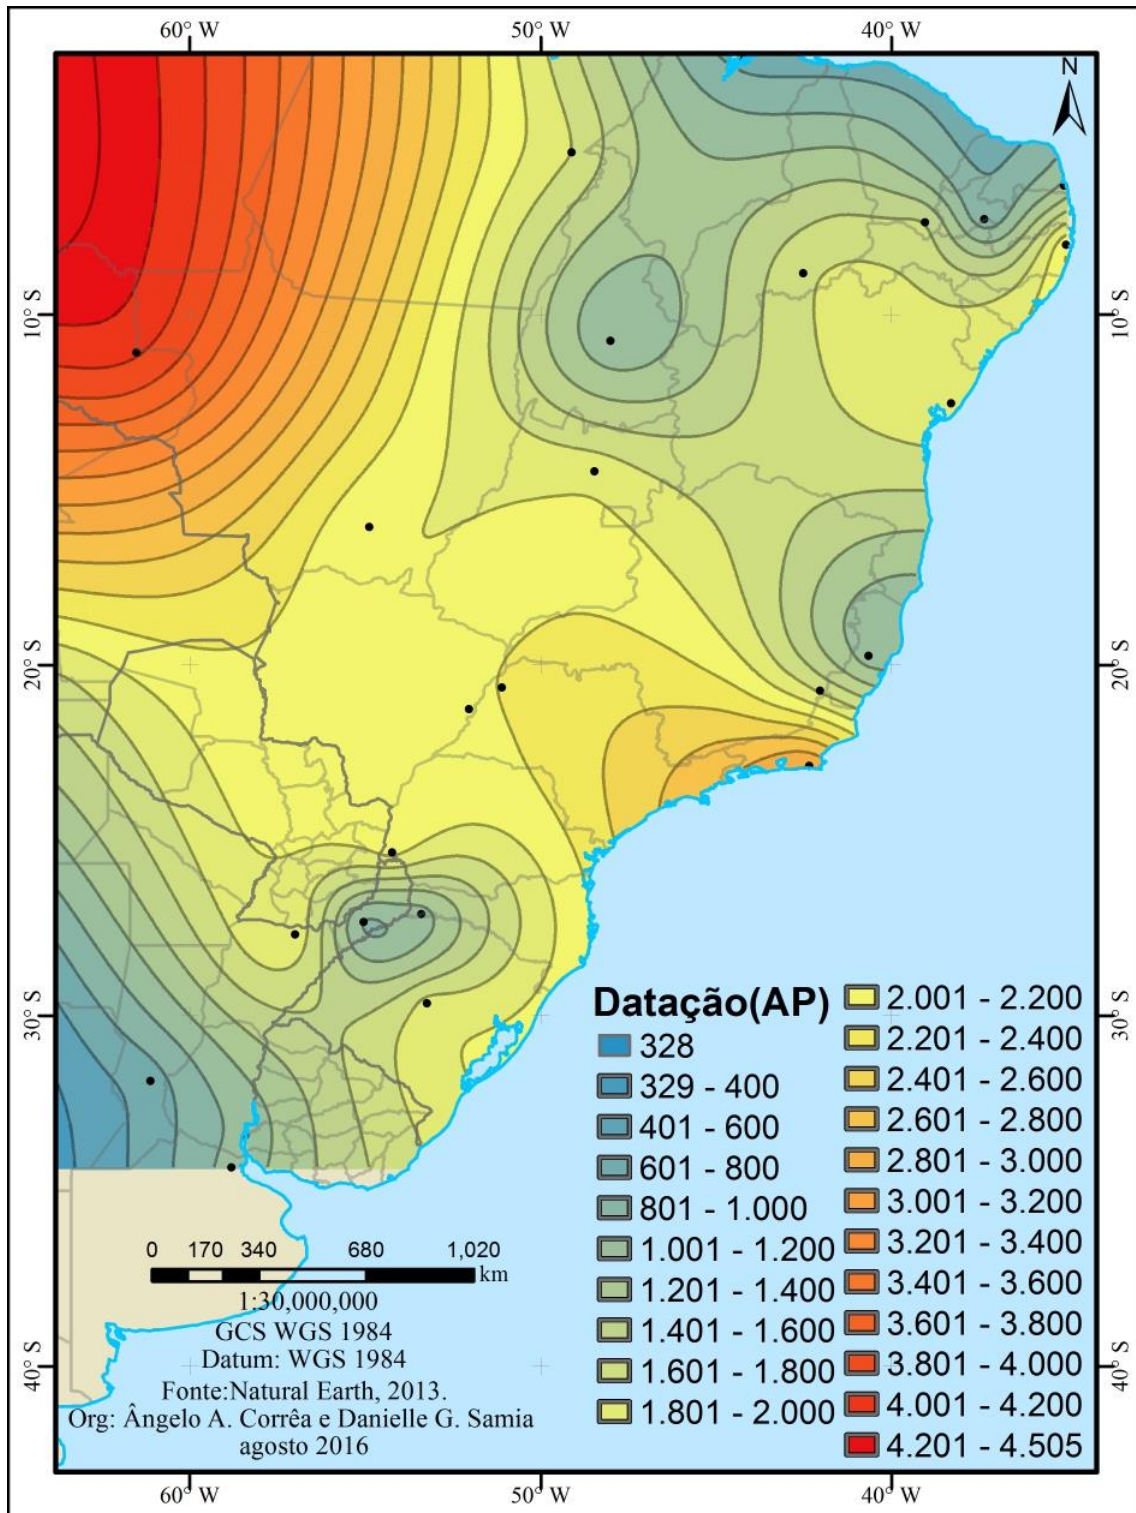 60° W 50° W 40° W
N
10° S 10° S
20° S 20° S
30° S 30° S
40° S 40° S
Datação(AP)
328
329 - 400
401 - 600
601 - 800
801 - 1.000
1.001 - 1.200
1.201 - 1.400
1.401 - 1.600
1.601 - 1.800
1.801 - 2.000
2.001 - 2.200
2.201 - 2.400
2.401 - 2.600
2.601 - 2.800
2.801 - 3.000
3.001 - 3.200
3.201 - 3.400
3.401 - 3.600
3.601 - 3.800
3.801 - 4.000
4.001 - 4.200
4.201 - 4.505
0 170 340 680 1,020
km
1:30,000,000
GCS WGS 1984
Datum: WGS 1984
Fonte:Natural Earth, 2013.
Org: Ângelo A. Corrêa e Danielle G. Samia
agosto 2016
60° W 50° W 40° W